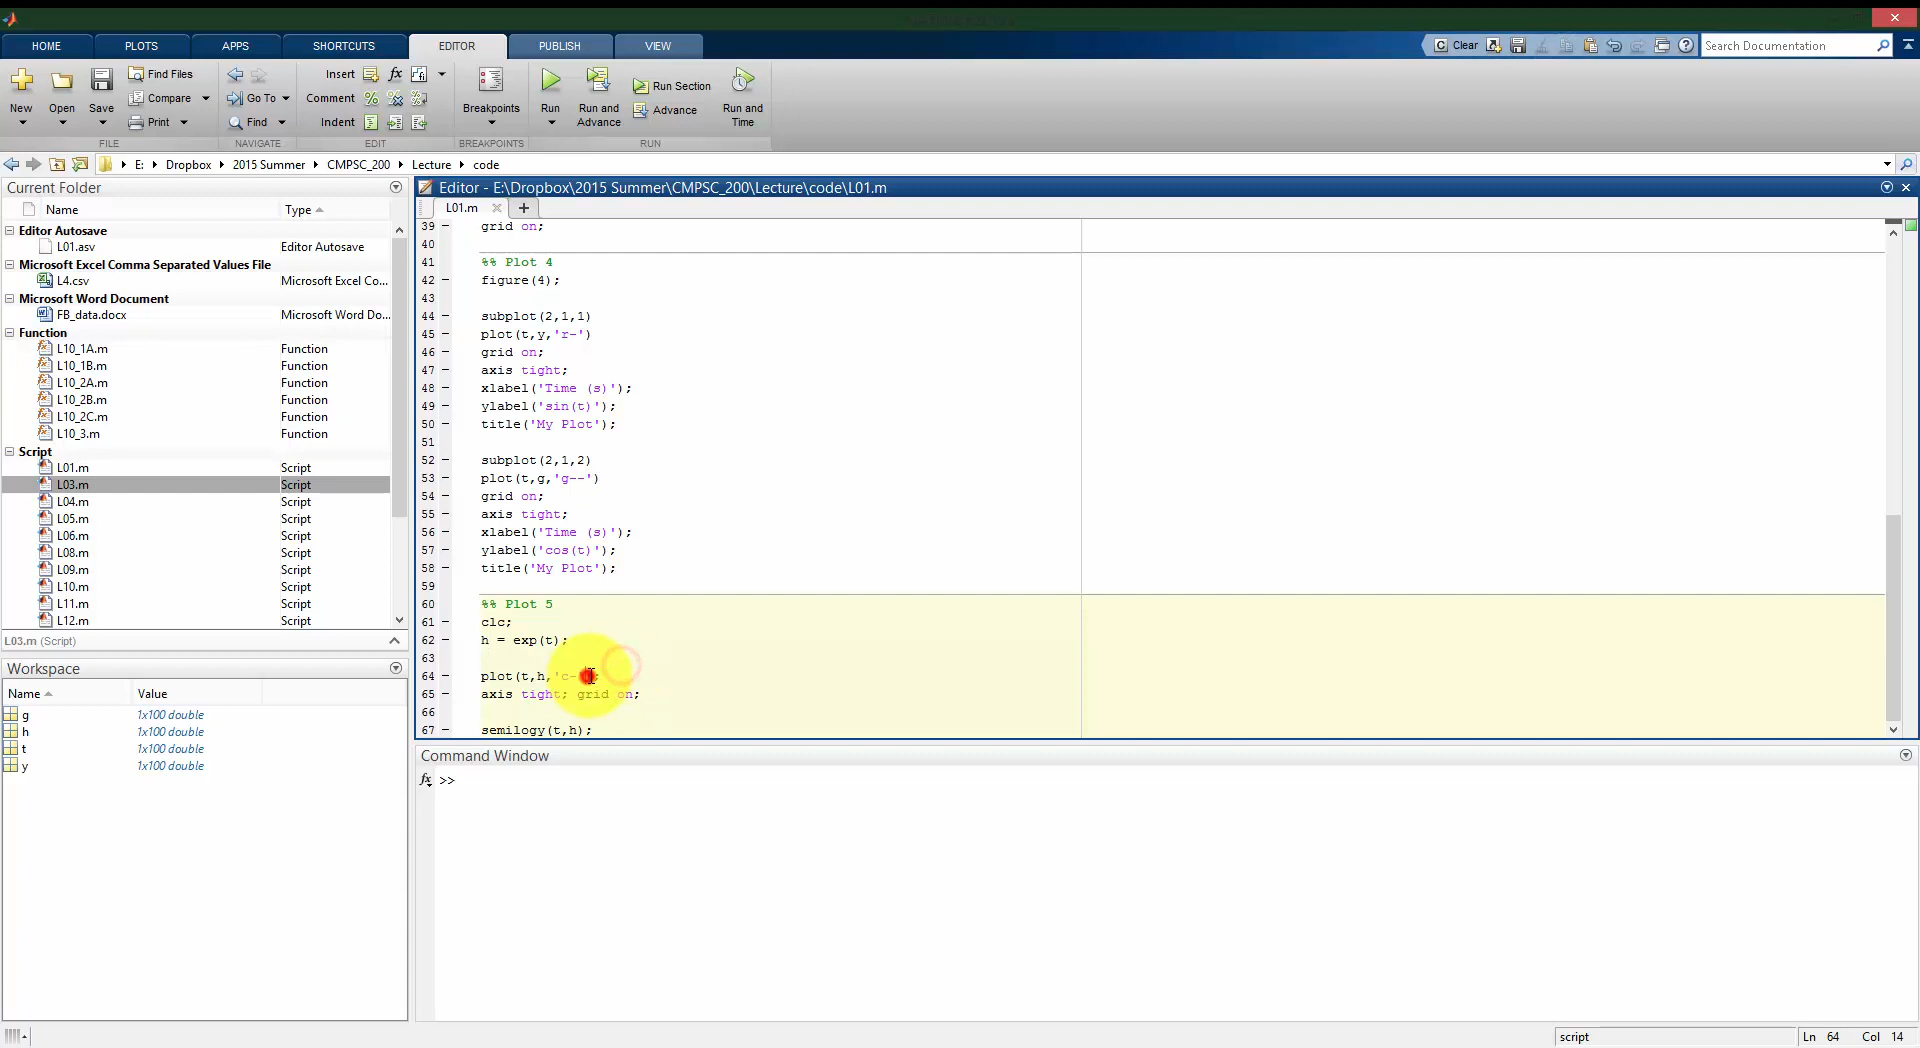 HOME PLOTS APPS SHORTCUTS EDITOR PUBLISH VIEW Clear Search Documentation
New Open Save Find Files Compare Print
Go To Find
Insert fx
Comment
Indent
Breakpoints Run Run and Advance Run Section Advance Run and Time
FILE NAVIGATE EDIT BREAKPOINTS RUN
E: Dropbox 2015 Summer CMPSC_200 Lecture code
Current Folder
Name Type
Editor Autosave
L01.asv Editor Autosave
Microsoft Excel Comma Separated Values File
L4.csv Microsoft Excel Co...
Microsoft Word Document
FB_data.docx Microsoft Word Do...
Function
L10_1A.m Function
L10_1B.m Function
L10_2A.m Function
L10_2B.m Function
L10_2C.m Function
L10_3.m Function
Script
L01.m Script
L03.m Script
L04.m Script
L05.m Script
L06.m Script
L08.m Script
L09.m Script
L10.m Script
L11.m Script
L12.m Script
L03.m (Script)
Workspace
Name Value
g 1x100 double
h 1x100 double
t 1x100 double
y 1x100 double
Editor - E:\Dropbox\2015 Summer\CMPSC_200\Lecture\code\L01.m
L01.m
39 – grid on;
40
41 %% Plot 4
42 – figure(4);
43
44 – subplot(2,1,1)
45 – plot(t,y,'r-')
46 – grid on;
47 – axis tight;
48 – xlabel('Time (s)');
49 – ylabel('sin(t)');
50 – title('My Plot');
51
52 – subplot(2,1,2)
53 – plot(t,g,'g--')
54 – grid on;
55 – axis tight;
56 – xlabel('Time (s)');
57 – ylabel('cos(t)');
58 – title('My Plot');
59
60 %% Plot 5
61 – clc;
62 – h = exp(t);
63
64 – plot(t,h,'c-
65 – axis tight; grid on;
66
67 – semilogy(t,h);
Command Window
fx >>
script Ln 64 Col 14